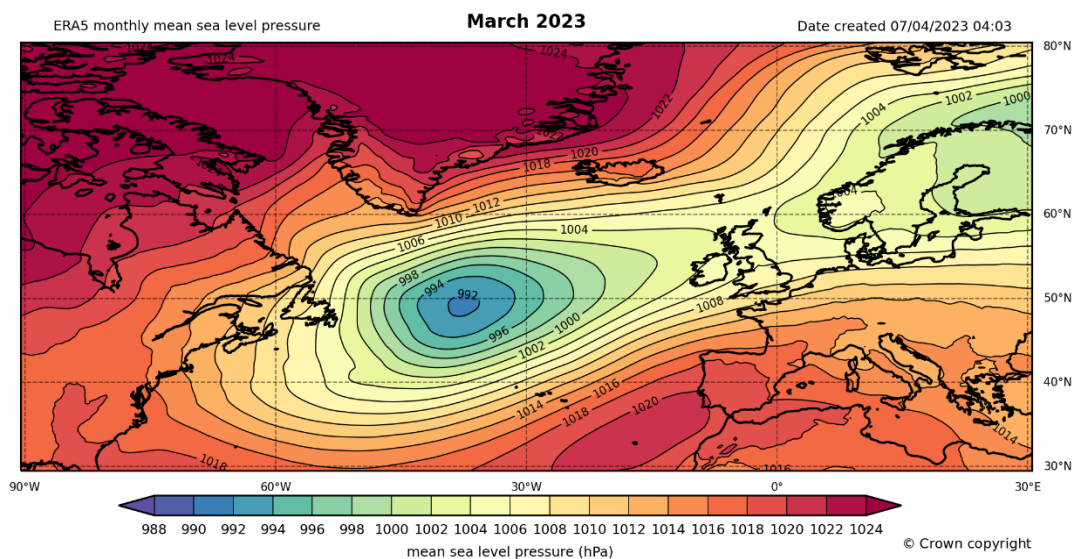 March 2023
ERA5 monthly mean sea level pressure
Date created 07/04/2023 04:03
1024
1024
1024
1022
1022
1020
1018
1012
1010
1006
1004
1004
1002
1000
1004
998
994
992
996
1000
1002
1008
1014
1016
1018
1020
1018
1016
1014
80°N
70°N
60°N
50°N
40°N
30°N
90°W 60°W 30°W 0° 30°E
988 990 992 994 996 998 1000 1002 1004 1006 1008 1010 1012 1014 1016 1018 1020 1022 1024
mean sea level pressure (hPa)
© Crown copyright